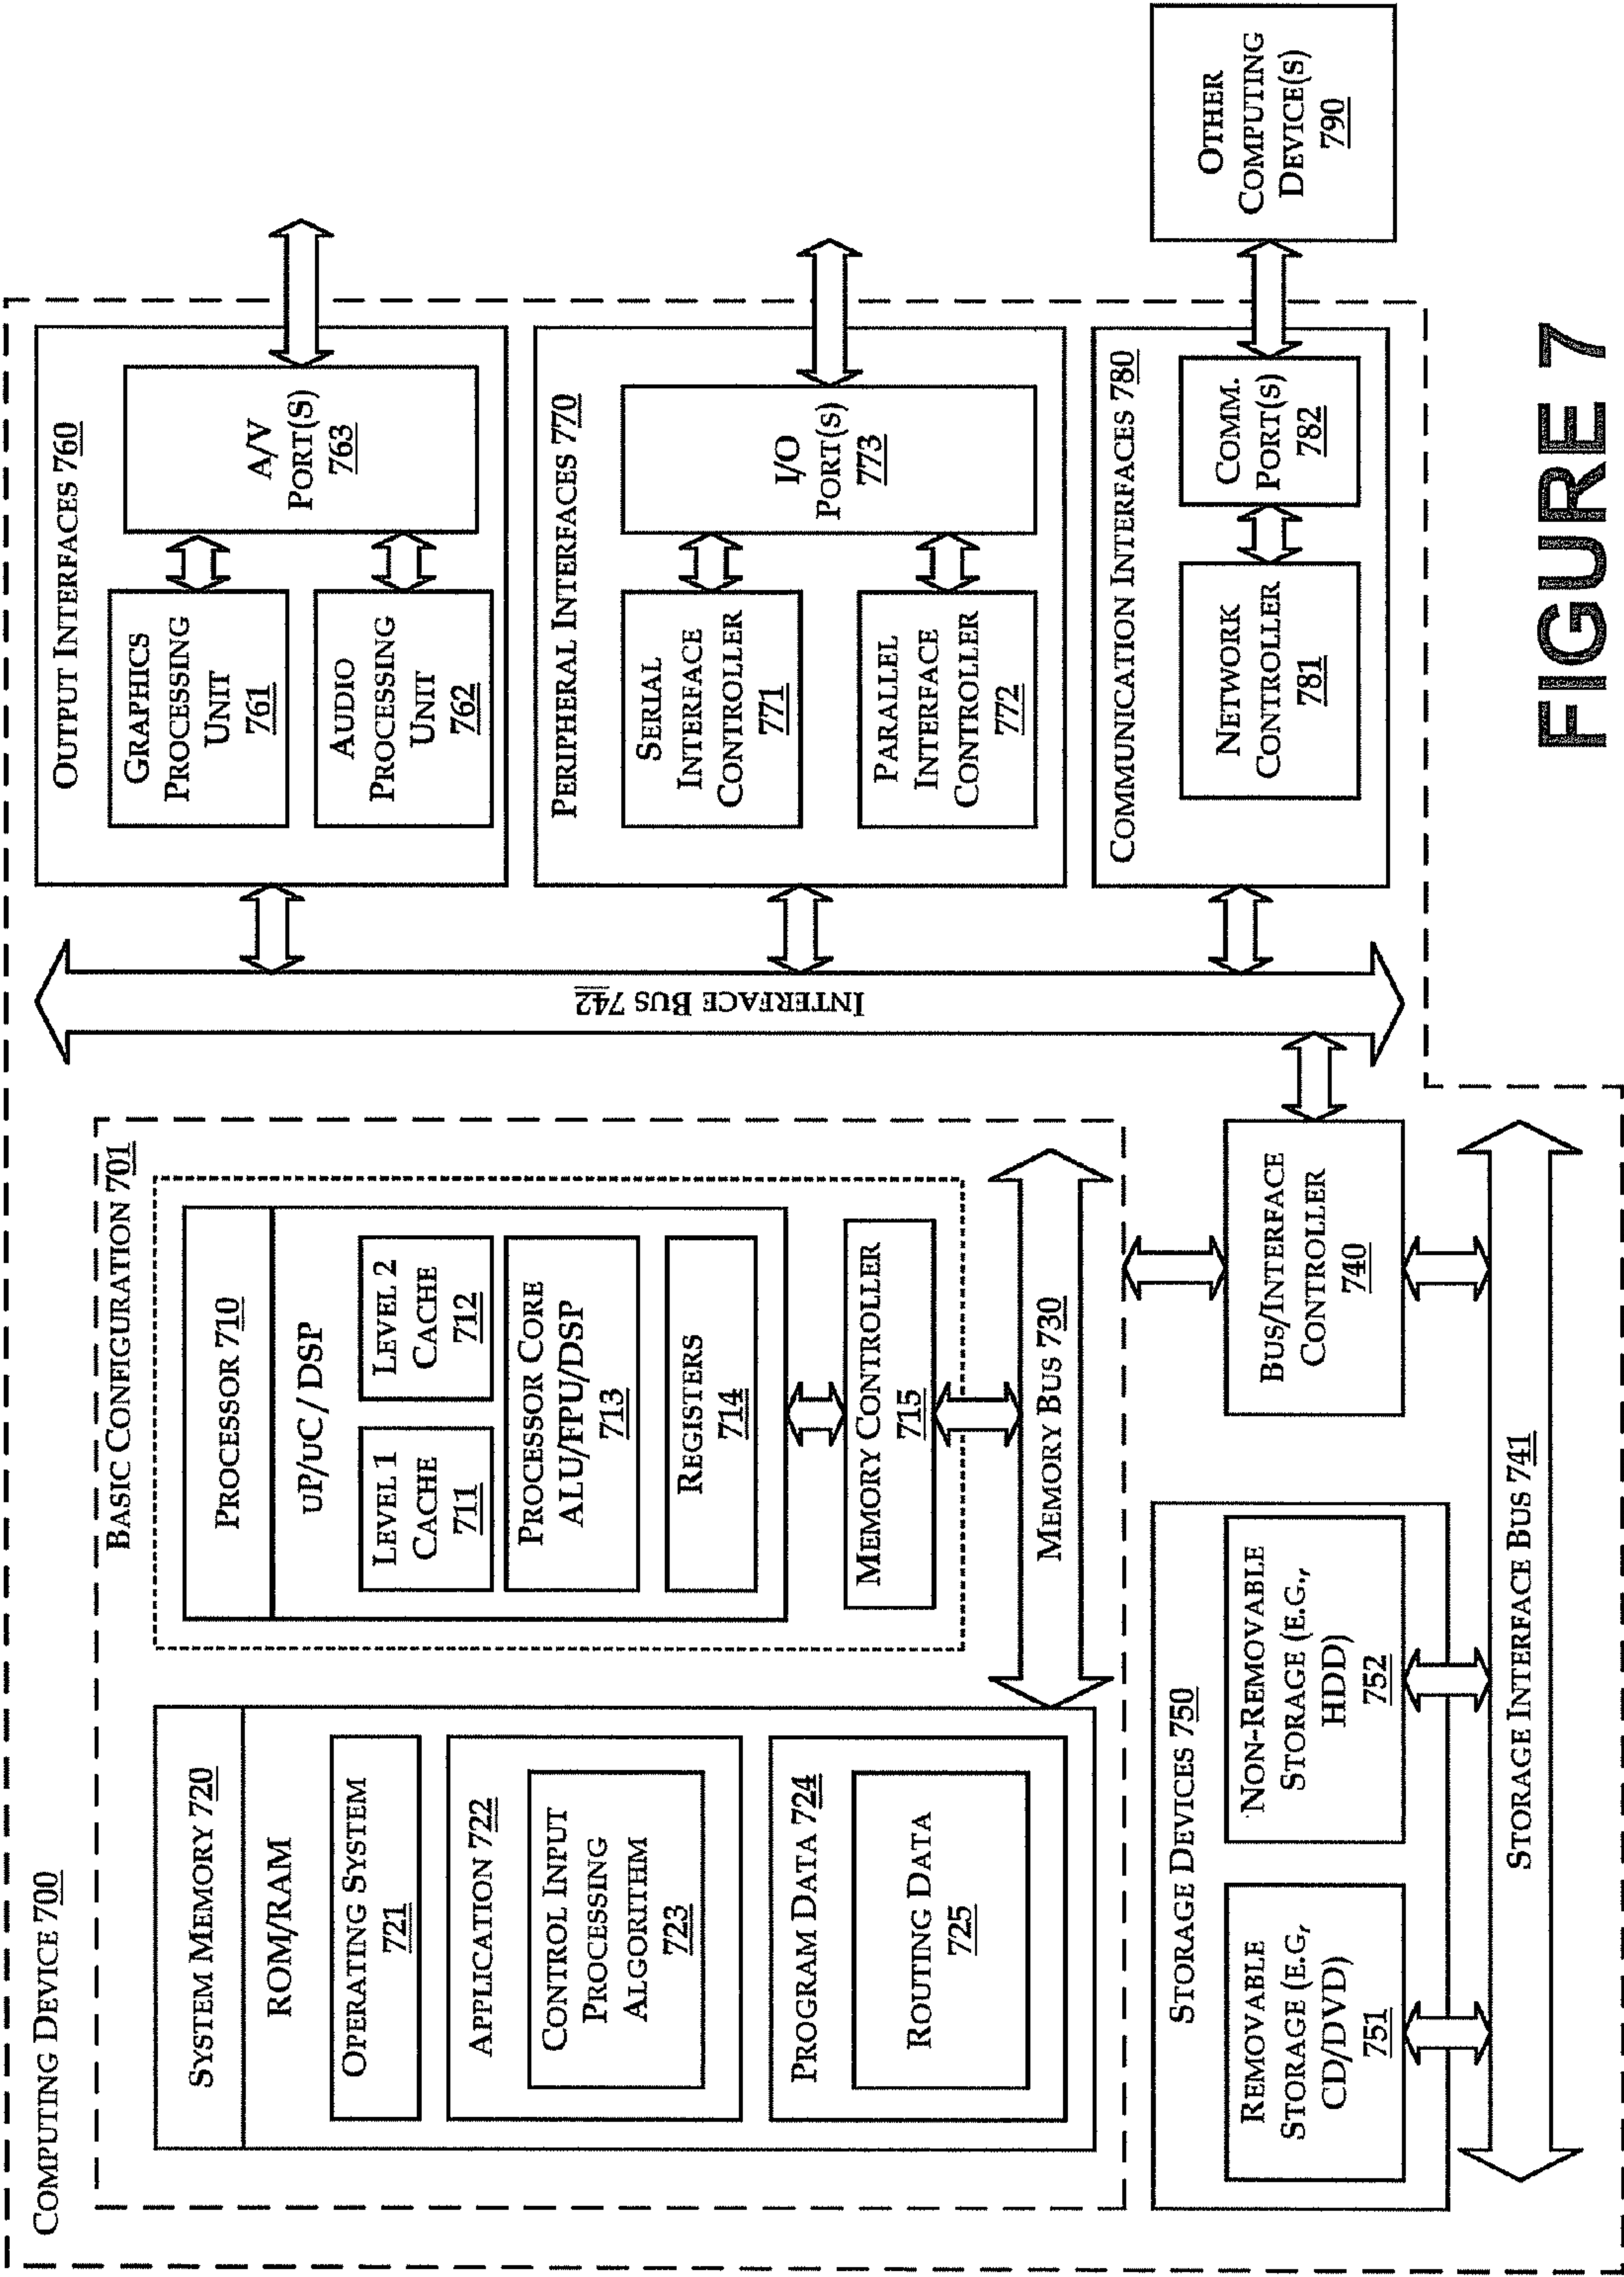 COMPUTING DEVICE 700
BASIC CONFIGURATION 701
SYSTEM MEMORY 720
ROM/RAM
OPERATING SYSTEM
721
APPLICATION 722
CONTROL INPUT
PROCESSING
ALGORITHM
723
PROGRAM DATA 724
ROUTING DATA
725
PROCESSOR 710
UP/UC / DSP
LEVEL 1
CACHE
711
LEVEL 2
CACHE
712
PROCESSOR CORE
ALU/FPU/DSP
713
REGISTERS
714
MEMORY CONTROLLER
715
MEMORY BUS 730
BUS/INTERFACE
CONTROLLER
740
STORAGE DEVICES 750
REMOVABLE
STORAGE (E.G,
CD/DVD)
751
NON-REMOVABLE
STORAGE (E.G.,
HDD)
752
STORAGE INTERFACE BUS 741
INTERFACE BUS 742
OUTPUT INTERFACES 760
GRAPHICS
PROCESSING
UNIT
761
AUDIO
PROCESSING
UNIT
762
A/V
PORT(S)
763
PERIPHERAL INTERFACES 770
SERIAL
INTERFACE
CONTROLLER
771
PARALLEL
INTERFACE
CONTROLLER
772
I/O
PORT(S)
773
COMMUNICATION INTERFACES 780
NETWORK
CONTROLLER
781
COMM.
PORT(S)
782
OTHER
COMPUTING
DEVICE(S)
790
FIGURE 7